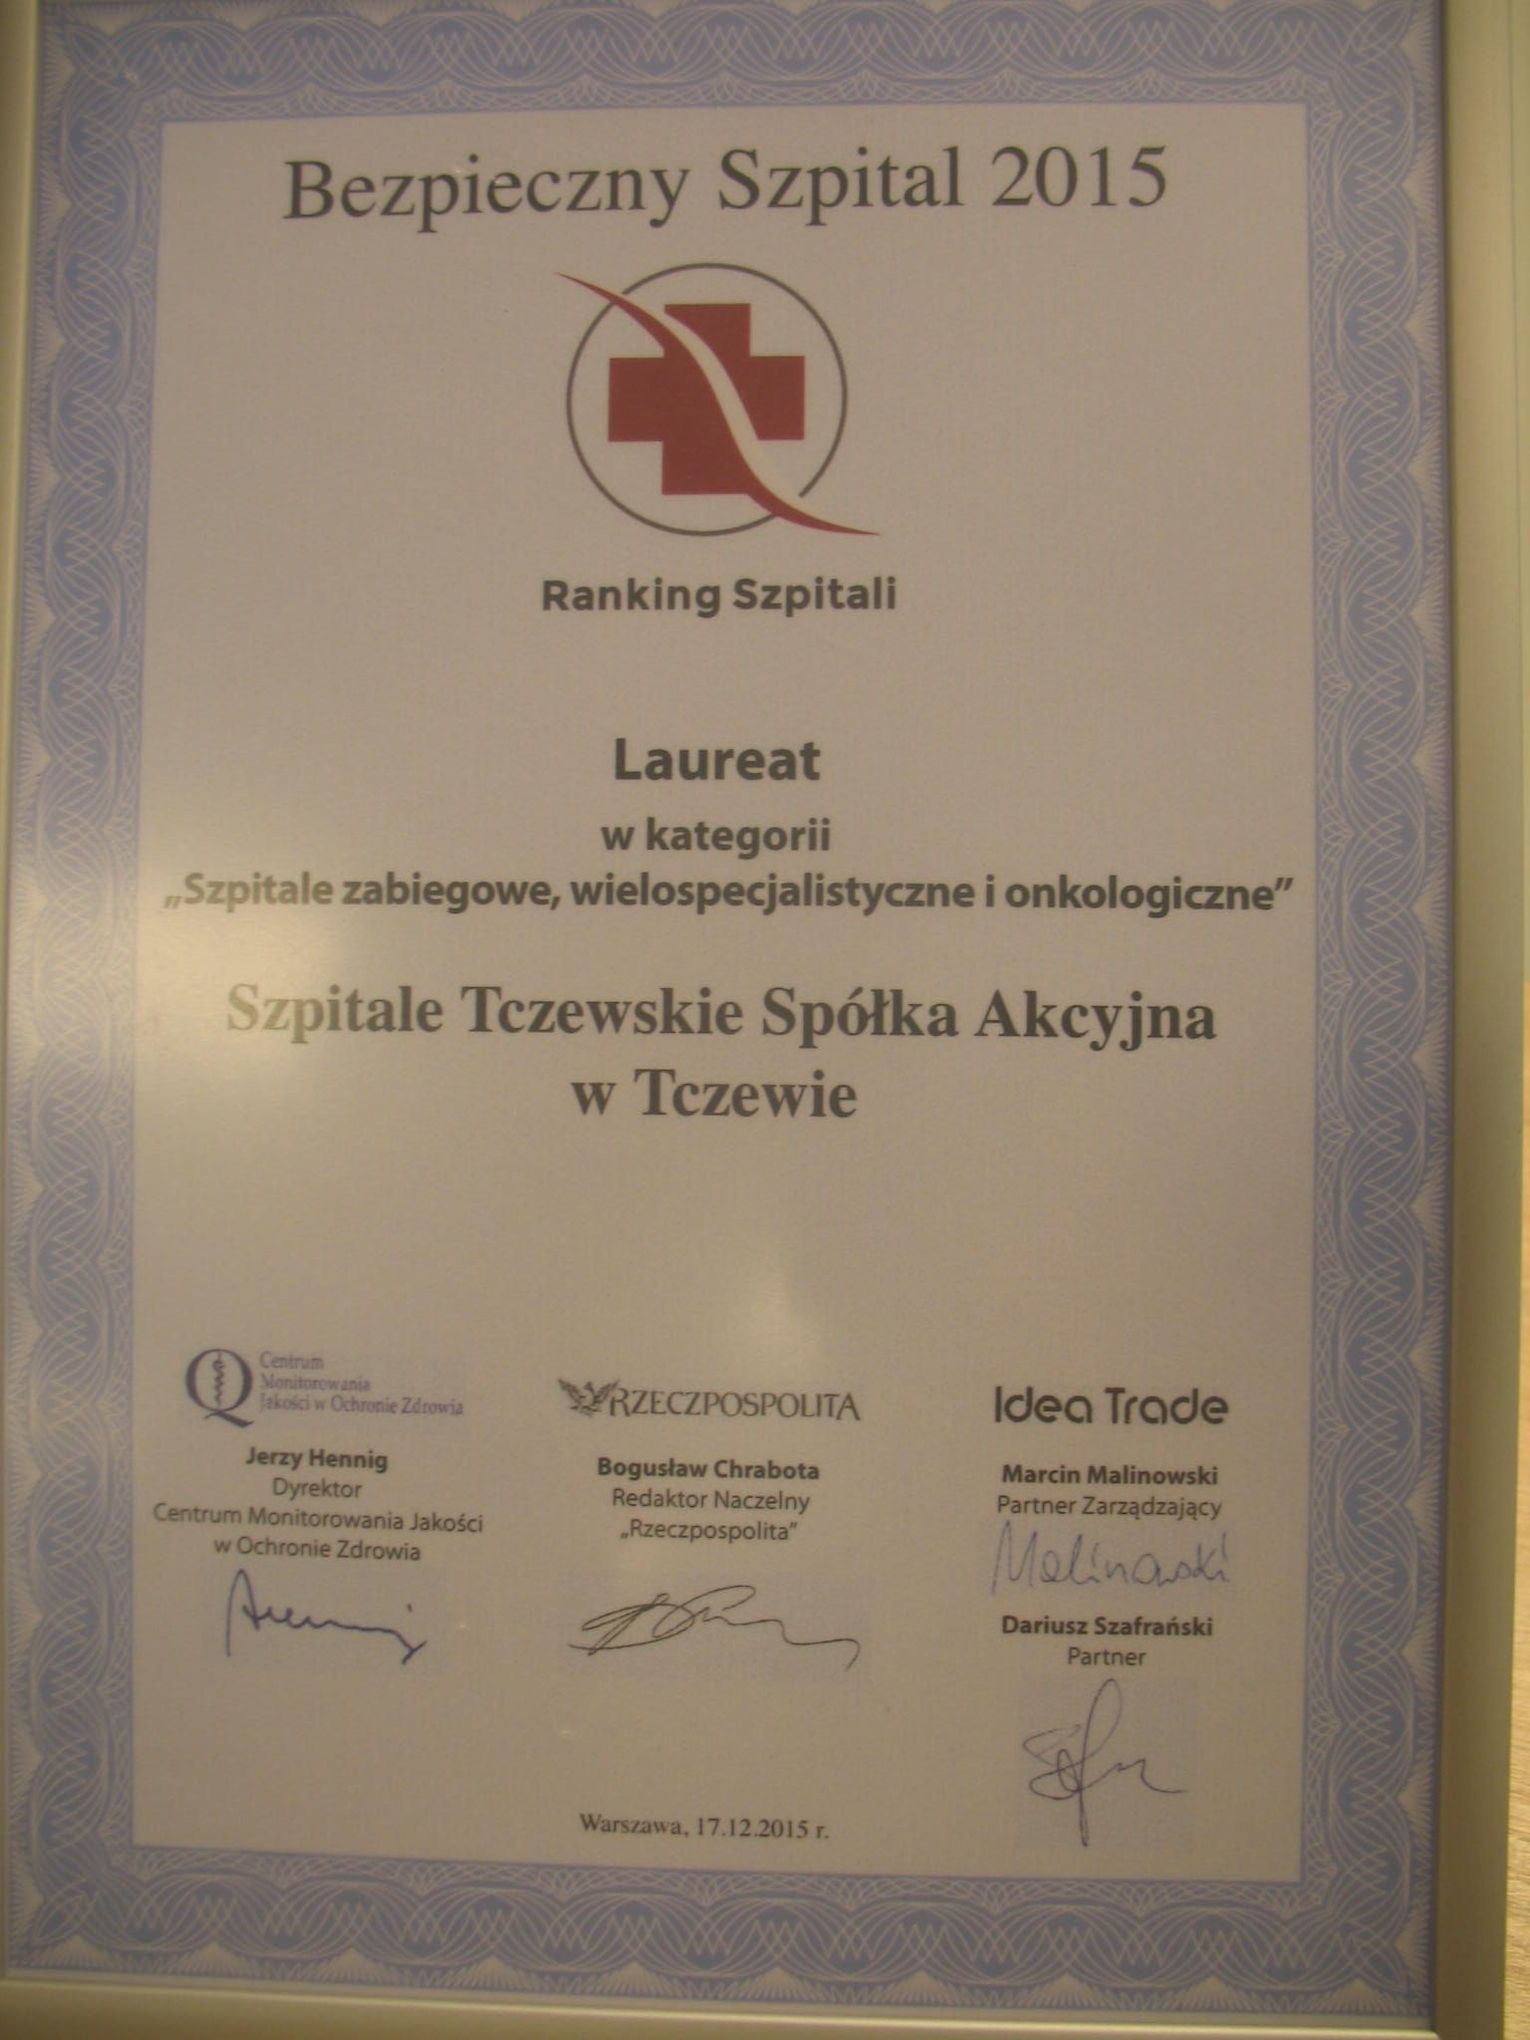 Bezpieczny Szpital 2015
Ranking Szpitali
Laureat
w kategorii
„Szpitale zabiegowe, wielospecjalistyczne i onkologiczne”
Szpitale Tczewskie Spółka Akcyjna
w Tczewie
Centrum
Monitorowania
Jakości w Ochronie Zdrowia
Jerzy Hennig
Dyrektor
Centrum Monitorowania Jakości
w Ochronie Zdrowia
RZECZPOSPOLITA
Bogusław Chrabota
Redaktor Naczelny
„Rzeczpospolita”
Idea Trade
Marcin Malinowski
Partner Zarządzający
Malinowski
Dariusz Szafrański
Partner
Warszawa, 17.12.2015 r.